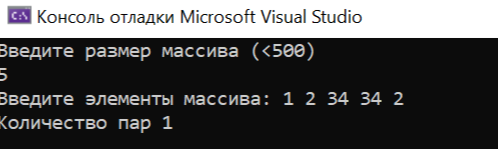 Консоль отладки Microsoft Visual Studio
Введите размер массива (<500)
5
Введите элементы массива: 1 2 34 34 2
Количество пар 1